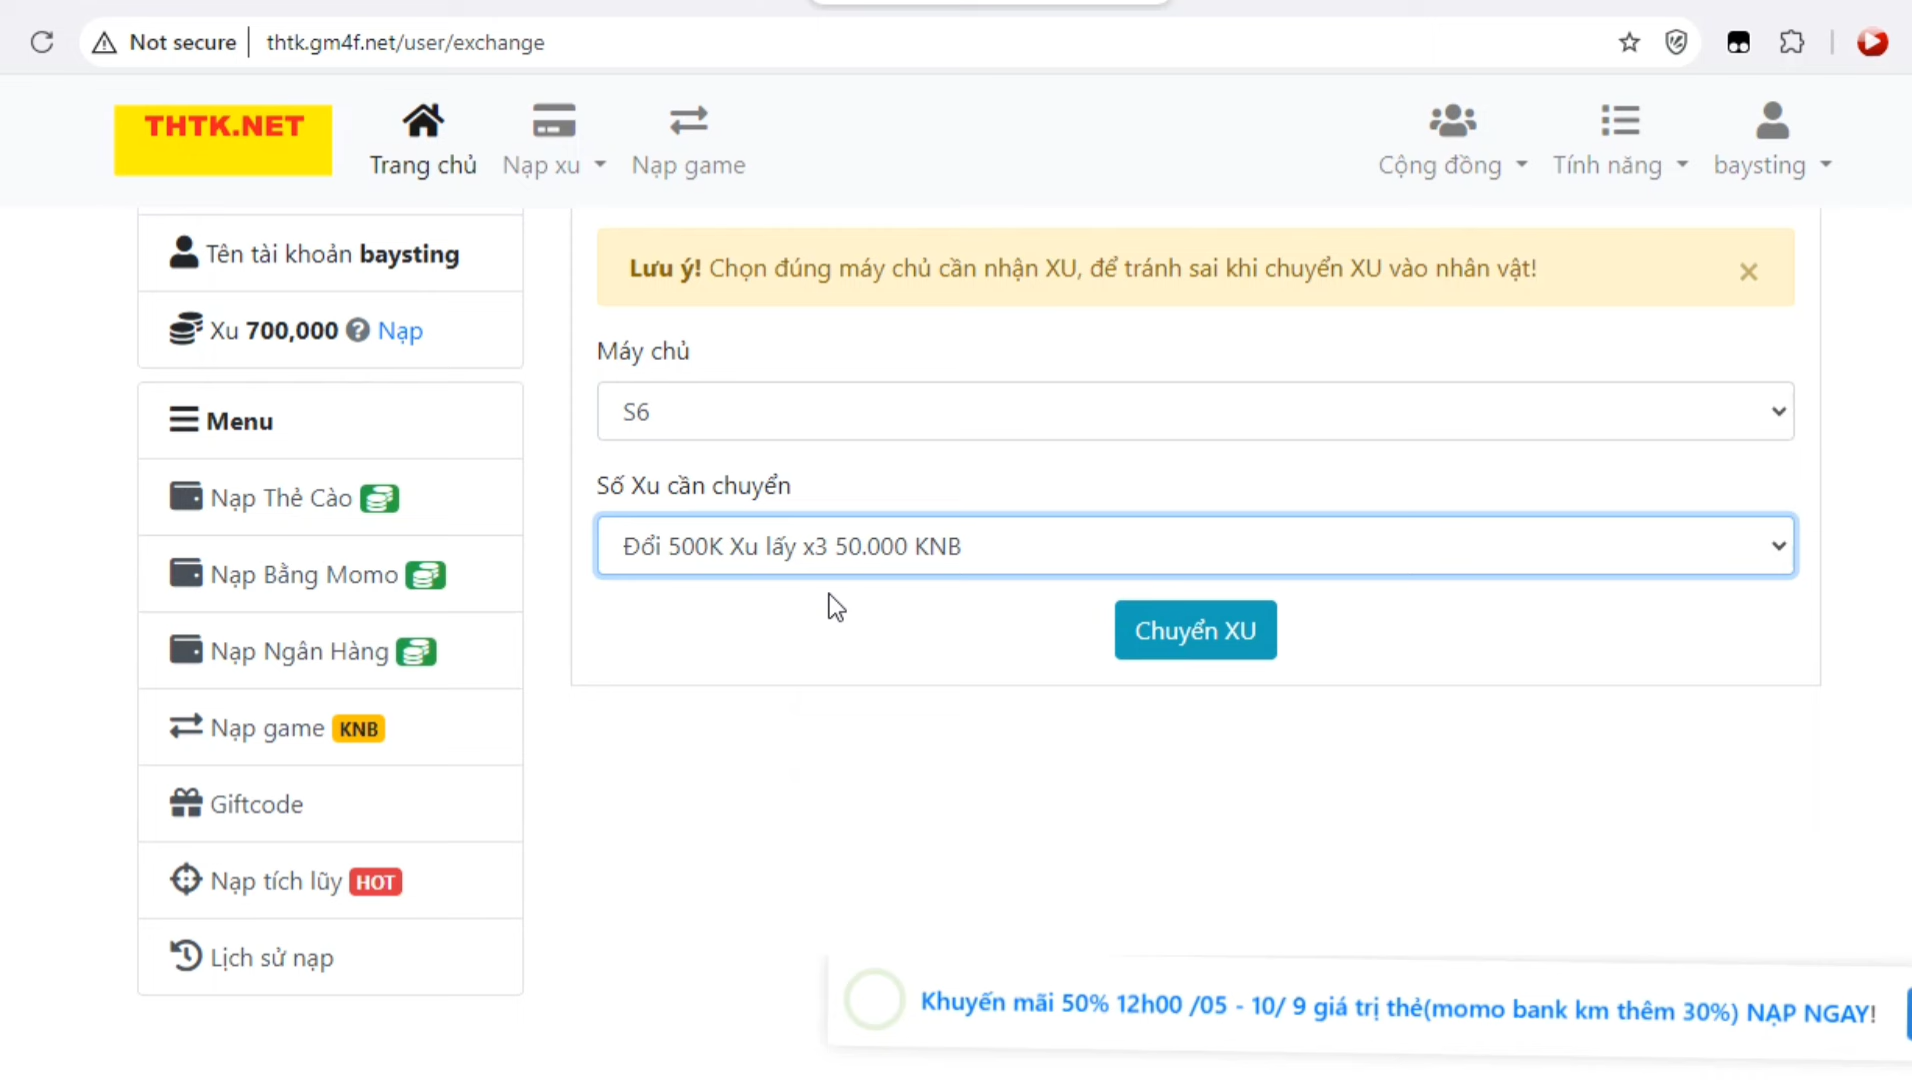 Not secure thtk.gm4f.net/user/exchange
THTK.NET
Trang chủ Nạp xu Nạp game Cộng đồng Tính năng baysting
Tên tài khoản baysting
Xu 700,000 ? Nạp
Menu
Nạp Thẻ Cào
Nạp Bằng Momo
Nạp Ngân Hàng
Nạp game KNB
Giftcode
Nạp tích lũy HOT
Lịch sử nạp
Lưu ý! Chọn đúng máy chủ cần nhận XU, để tránh sai khi chuyển XU vào nhân vật! ×
Máy chủ
S6
Số Xu cần chuyển
Đổi 500K Xu lấy x3 50.000 KNB
Chuyển XU
Khuyến mãi 50% 12h00 /05 - 10/ 9 giá trị thẻ(momo bank km thêm 30%) NẠP NGAY!